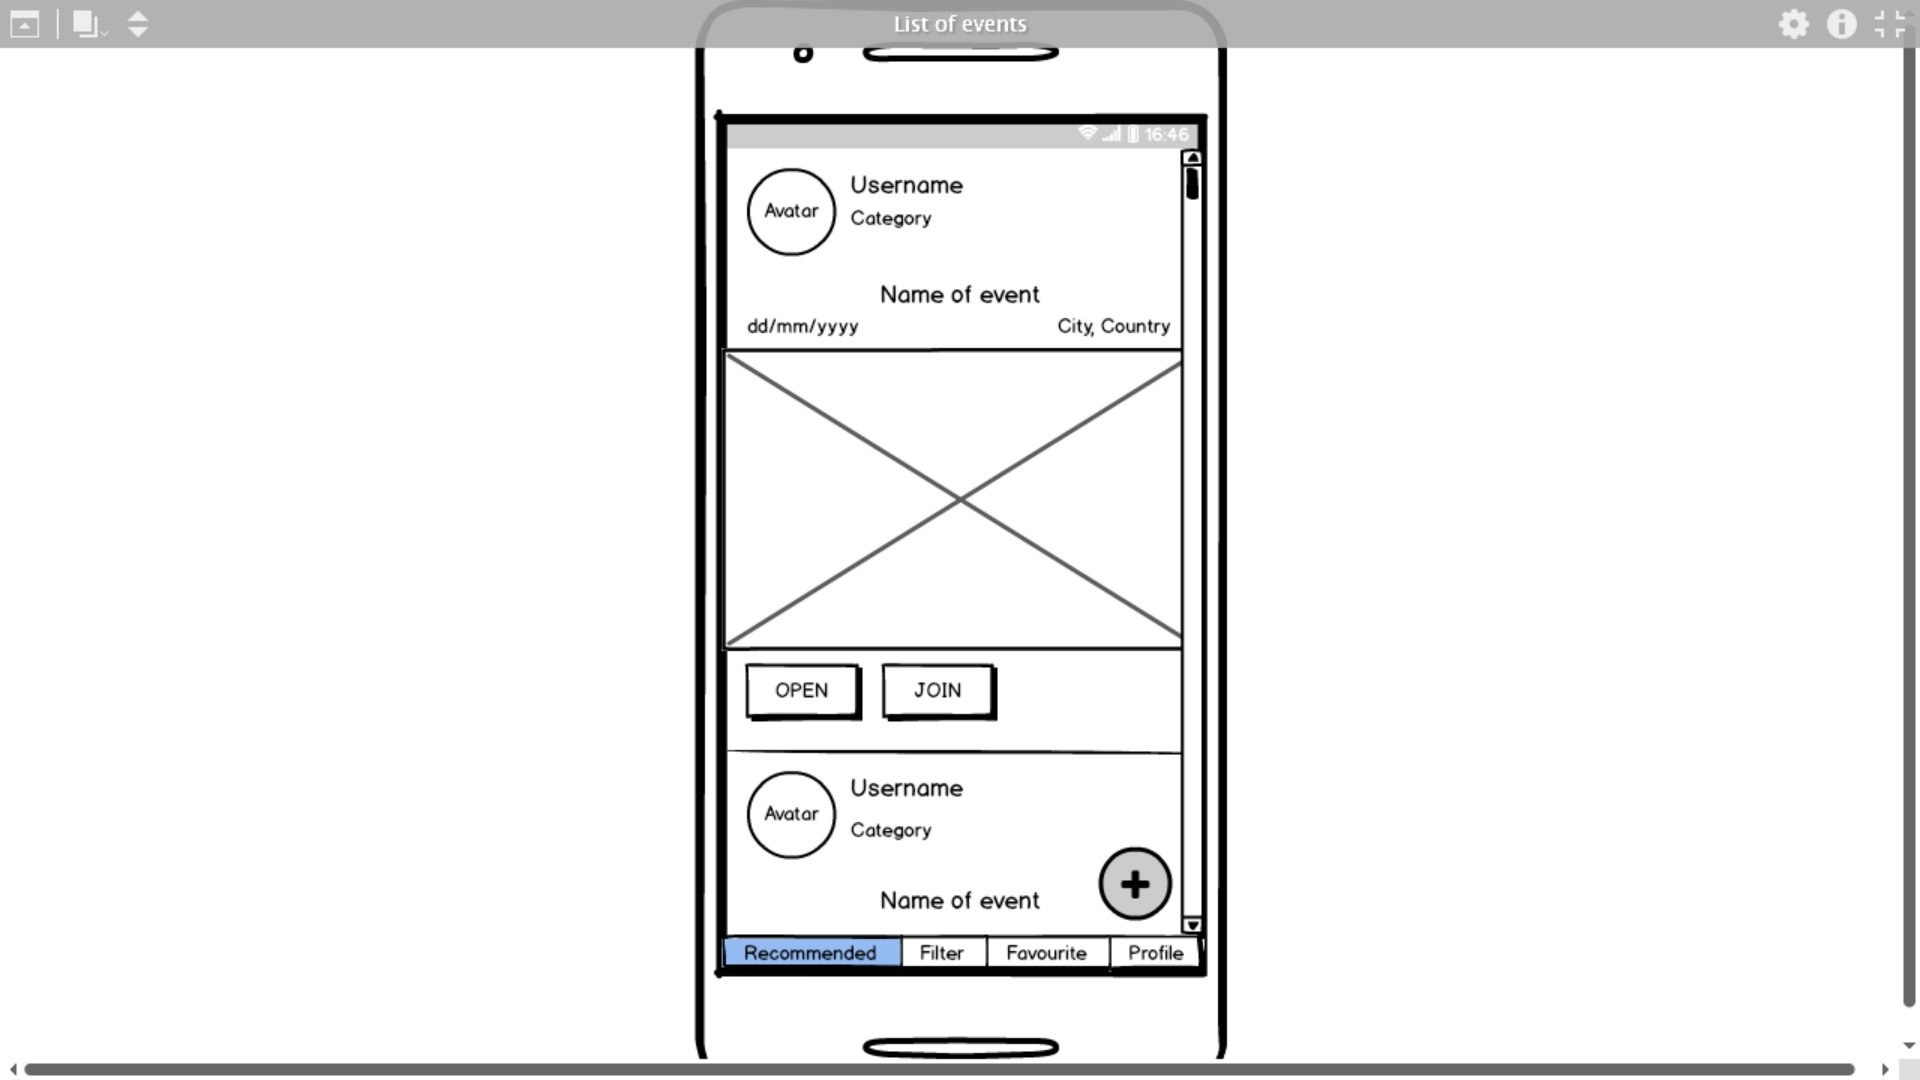 List of events
16:46
Avatar
Username
Category
Name of event
dd/mm/yyyy City, Country
OPEN JOIN
Avatar
Username
Category
Name of event
Recommended Filter Favourite Profile